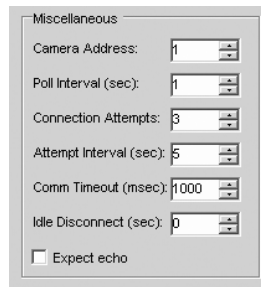 Miscellaneous
Camera Address: 1
Poll Interval (sec): 1
Connection Attempts: 3
Attempt Interval (sec): 5
Comm Timeout (msec): 1000
Idle Disconnect (sec): 0
Expect echo